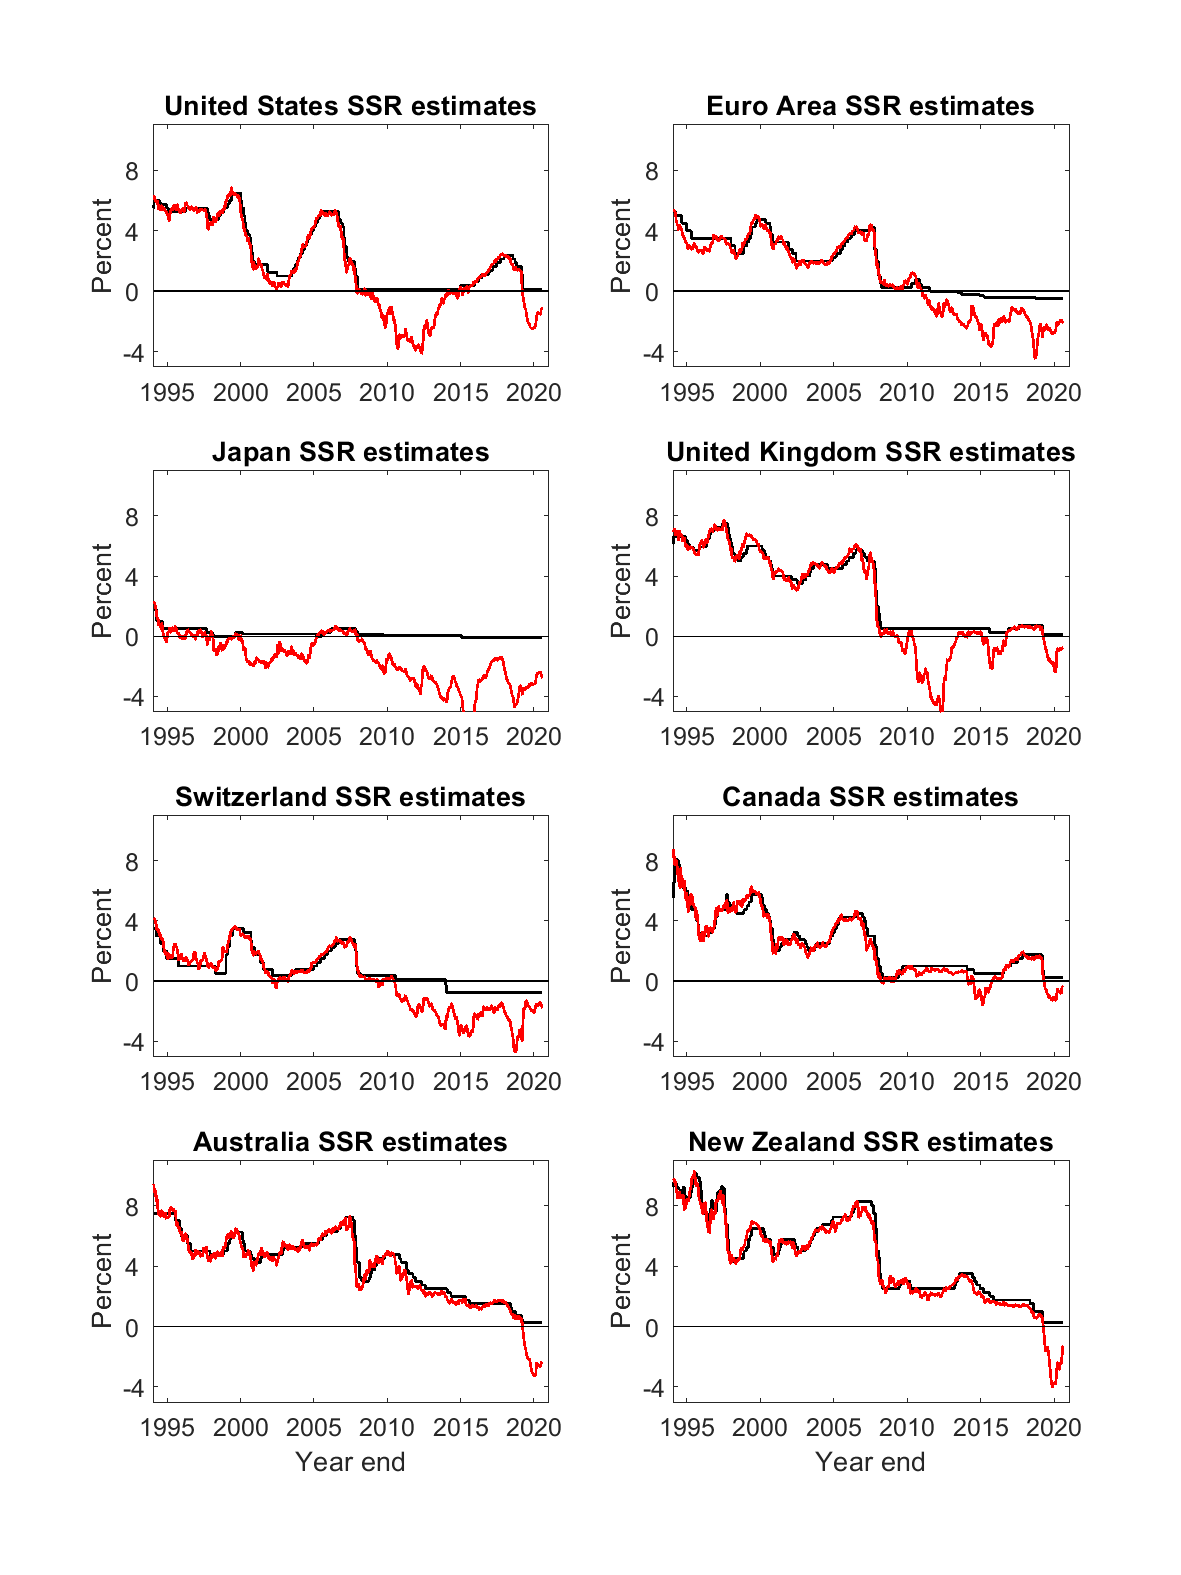 United States SSR estimates
Percent
8
4
0
-4
1995 2000 2005 2010 2015 2020
Euro Area SSR estimates
Percent
8
4
0
-4
1995 2000 2005 2010 2015 2020
Japan SSR estimates
Percent
8
4
0
-4
1995 2000 2005 2010 2015 2020
United Kingdom SSR estimates
Percent
8
4
0
-4
1995 2000 2005 2010 2015 2020
Switzerland SSR estimates
Percent
8
4
0
-4
1995 2000 2005 2010 2015 2020
Canada SSR estimates
Percent
8
4
0
-4
1995 2000 2005 2010 2015 2020
Australia SSR estimates
Percent
8
4
0
-4
1995 2000 2005 2010 2015 2020
Year end
New Zealand SSR estimates
Percent
8
4
0
-4
1995 2000 2005 2010 2015 2020
Year end